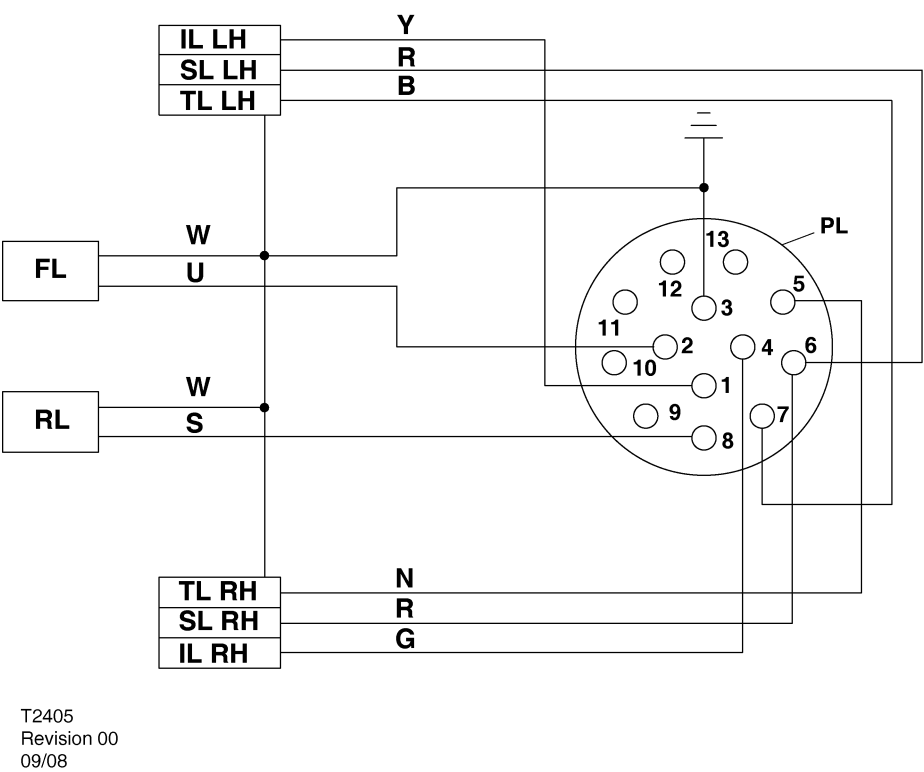 Y
IL LH
R
SL LH
B
TL LH
W
PL
13
FL
U
12
5
3
11
2
4
6
10
1
W
9
7
RL
S
8
N
TL RH
R
SL RH
G
IL RH
T2405
Revision 00
09/08